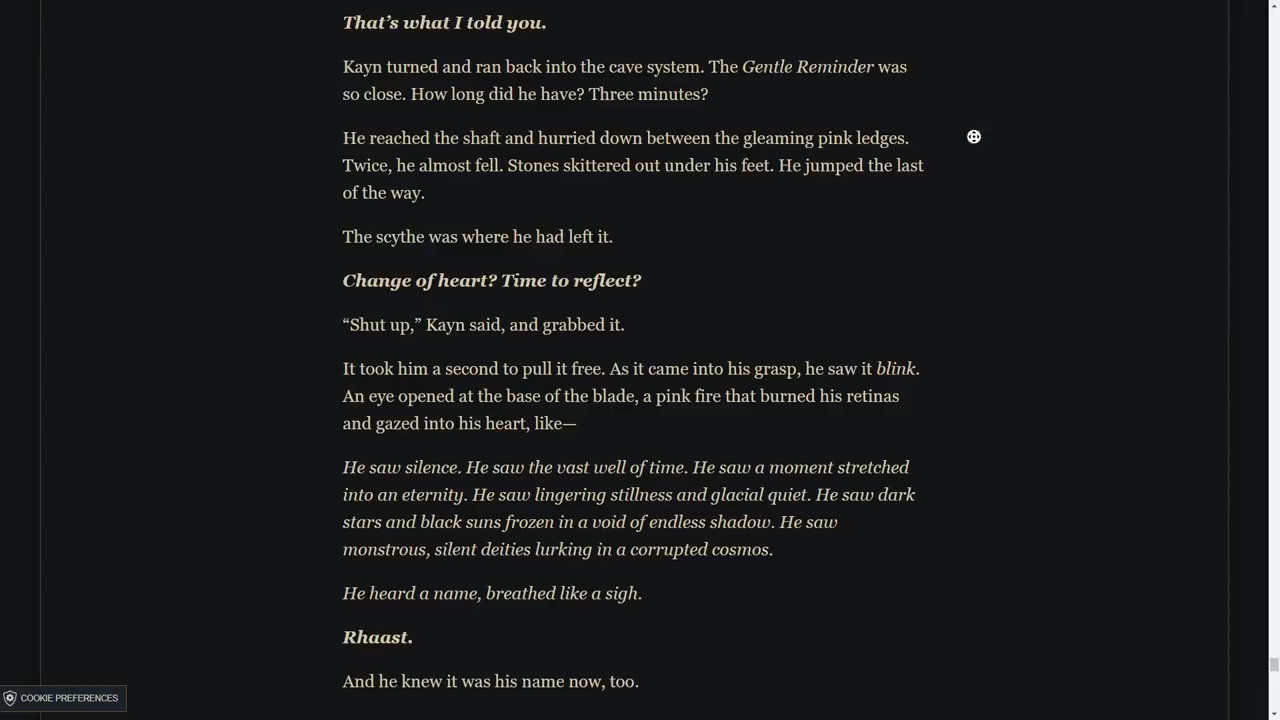 That’s what I told you.
Kayn turned and ran back into the cave system. The Gentle Reminder was
so close. How long did he have? Three minutes?
He reached the shaft and hurried down between the gleaming pink ledges.
Twice, he almost fell. Stones skittered out under his feet. He jumped the last
of the way.
The scythe was where he had left it.
Change of heart? Time to reflect?
“Shut up,” Kayn said, and grabbed it.
It took him a second to pull it free. As it came into his grasp, he saw it blink.
An eye opened at the base of the blade, a pink fire that burned his retinas
and gazed into his heart, like—
He saw silence. He saw the vast well of time. He saw a moment stretched
into an eternity. He saw lingering stillness and glacial quiet. He saw dark
stars and black suns frozen in a void of endless shadow. He saw
monstrous, silent deities lurking in a corrupted cosmos.
He heard a name, breathed like a sigh.
Rhaast.
And he knew it was his name now, too.
COOKIE PREFERENCES